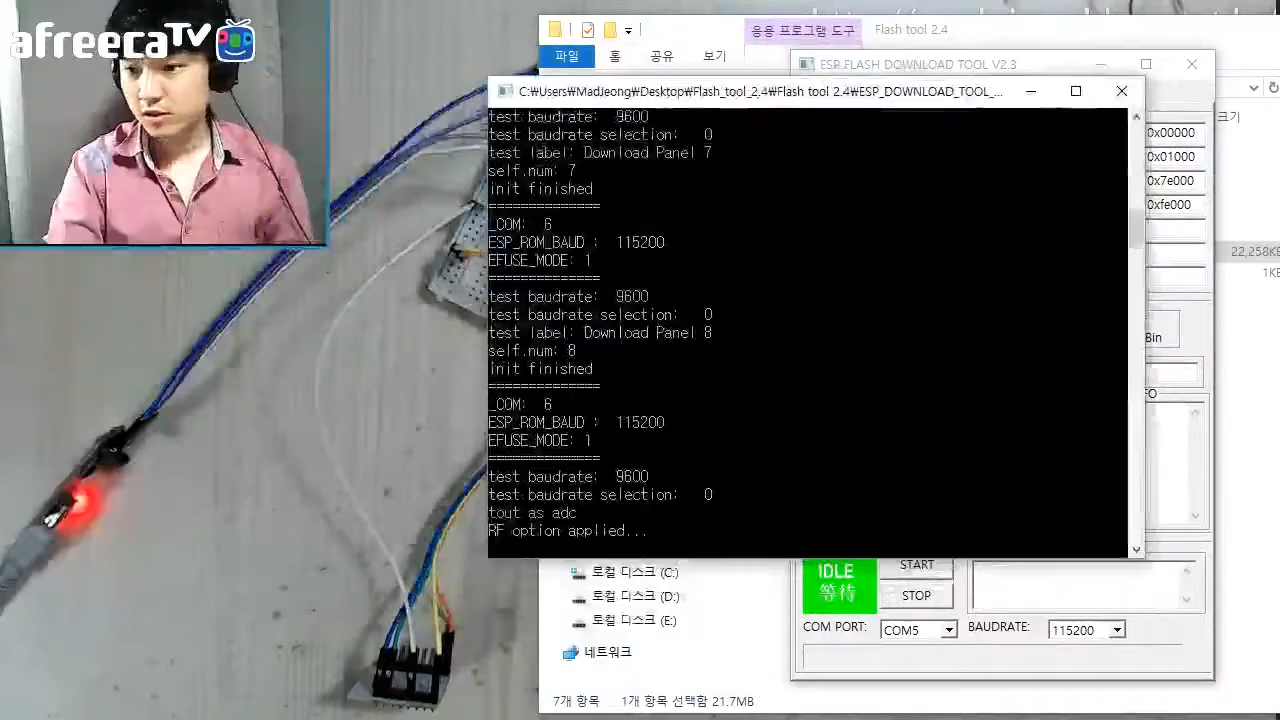 afreecaTV
응용 프로그램 도구
Flash tool 2.4
파일
홈
공유
보기
ESP FLASH DOWNLOAD TOOL V2.3
C:₩Users₩MadJeong₩Desktop₩Flash_tool_2,4₩Flash tool 2.4₩ESP_DOWNLOAD_TOOL_...
크기
test baudrate: 9600
test baudrate selection: 0
test label: Download Panel 7
self.num: 7
init finished
==============
_COM: 6
ESP_ROM_BAUD : 115200
EFUSE_MODE: 1
==============
test baudrate: 9600
test baudrate selection: 0
test label: Download Panel 8
self.num: 8
init finished
==============
_COM: 6
ESP_ROM_BAUD : 115200
EFUSE_MODE: 1
==============
test baudrate: 9600
test baudrate selection: 0
tout as adc
RF option applied...
0x00000
0x01000
0x7e000
0xfe000
22,258KB
1KB
Bin
FO
로컬 디스크 (C:)
로컬 디스크 (D:)
로컬 디스크 (E:)
네트워크
IDLE
等待
START
STOP
COM PORT:
COM5
BAUDRATE:
115200
7개 항목
1개 항목 선택함 21.7MB